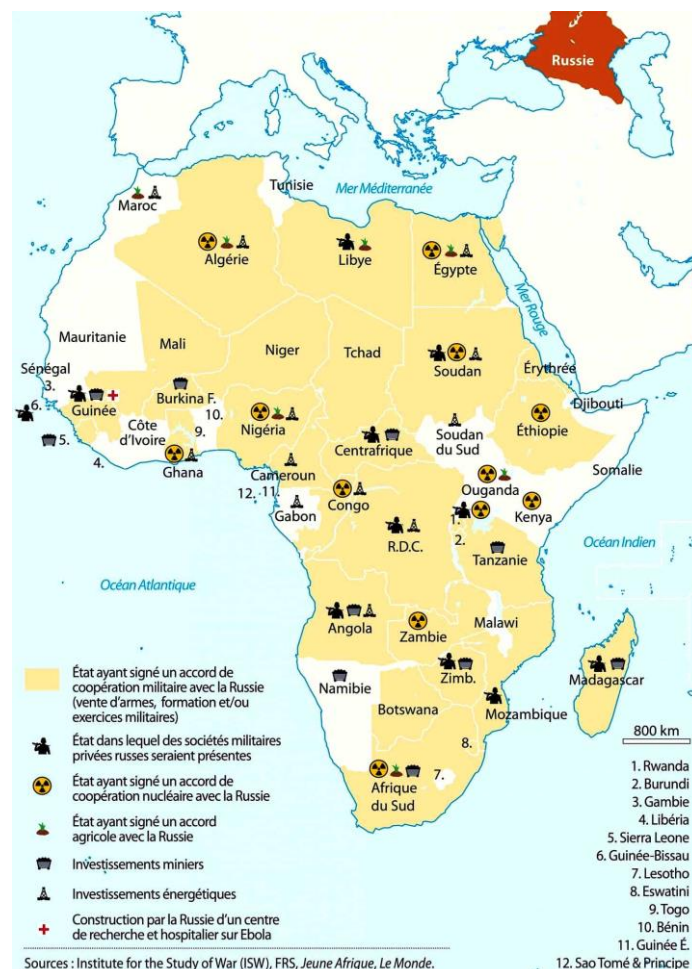 Russie
Tunisie
Mer Méditerranée
Maroc
Algérie
Libye
Égypte
Mer Rouge
Mauritanie
Mali
Niger
Tchad
Soudan
Érythrée
Sénégal
3.
6.
Guinée
Burkina F.
10.
Djibouti
5.
Côte
d'Ivoire
9.
Nigéria
Centrafrique
Soudan
du Sud
Éthiopie
4.
Ghana
Cameroun
Somalie
12.
11.
Gabon
Congo
Ouganda
Kenya
1.
2.
R.D.C.
Tanzanie
Océan Indien
Océan Atlantique
Angola
Zambie
Malawi
Namibie
Zimb.
Madagascar
Botswana
Mozambique
8.
7.
Afrique
du Sud
État ayant signé un accord de
coopération militaire avec la Russie
(vente d'armes, formation et/ou
exercices militaires)
État dans lequel des sociétés militaires
privées russes seraient présentes
État ayant signé un accord de
coopération nucléaire avec la Russie
État ayant signé un accord
agricole avec la Russie
Investissements miniers
Investissements énergétiques
Construction par la Russie d'un centre
de recherche et hospitalier sur Ebola
800 km
1. Rwanda
2. Burundi
3. Gambie
4. Libéria
5. Sierra Leone
6. Guinée-Bissau
7. Lesotho
8. Eswatini
9. Togo
10. Bénin
11. Guinée É.
12. Sao Tomé & Principe
Sources : Institute for the Study of War (ISW), FRS, Jeune Afrique, Le Monde.